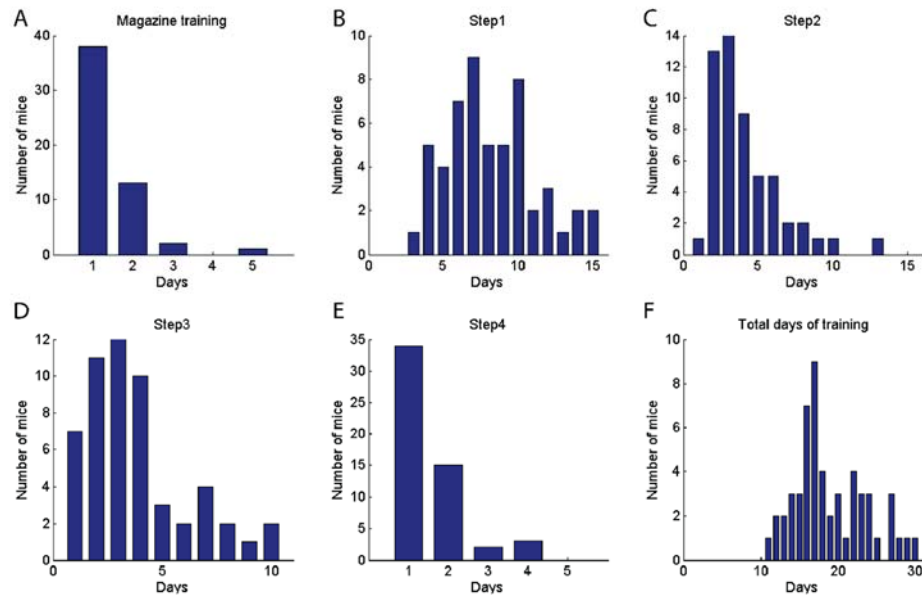 A
Magazine training
Number of mice
40
30
20
10
0
1 2 3 4 5
Days
B
Step1
Number of mice
10
8
6
4
2
0
0 5 10 15
Days
C
Step2
Number of mice
14
12
10
8
6
4
2
0
0 5 10 15
Days
D
Step3
Number of mice
12
10
8
6
4
2
0
0 5 10
Days
E
Step4
Number of mice
35
30
25
20
15
10
5
0
1 2 3 4 5
Days
F
Total days of training
Number of mice
10
8
6
4
2
0
0 10 20 30
Days